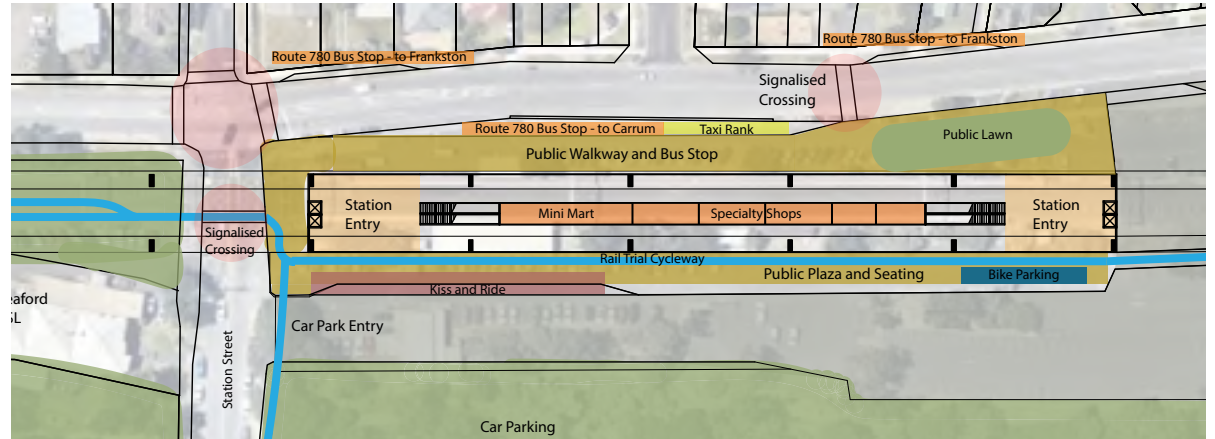 Route 780 Bus Stop - to Frankston
Route 780 Bus Stop - to Frankston
Signalised
Crossing
Route 780 Bus Stop - to Carrum
Taxi Rank
Public Lawn
Public Walkway and Bus Stop
Station
Entry
Mini Mart
Specialty Shops
Station
Entry
Signalised
Crossing
Rail Trial Cycleway
Public Plaza and Seating
Bike Parking
Kiss and Ride
eaford
SL
Car Park Entry
Station Street
Car Parking